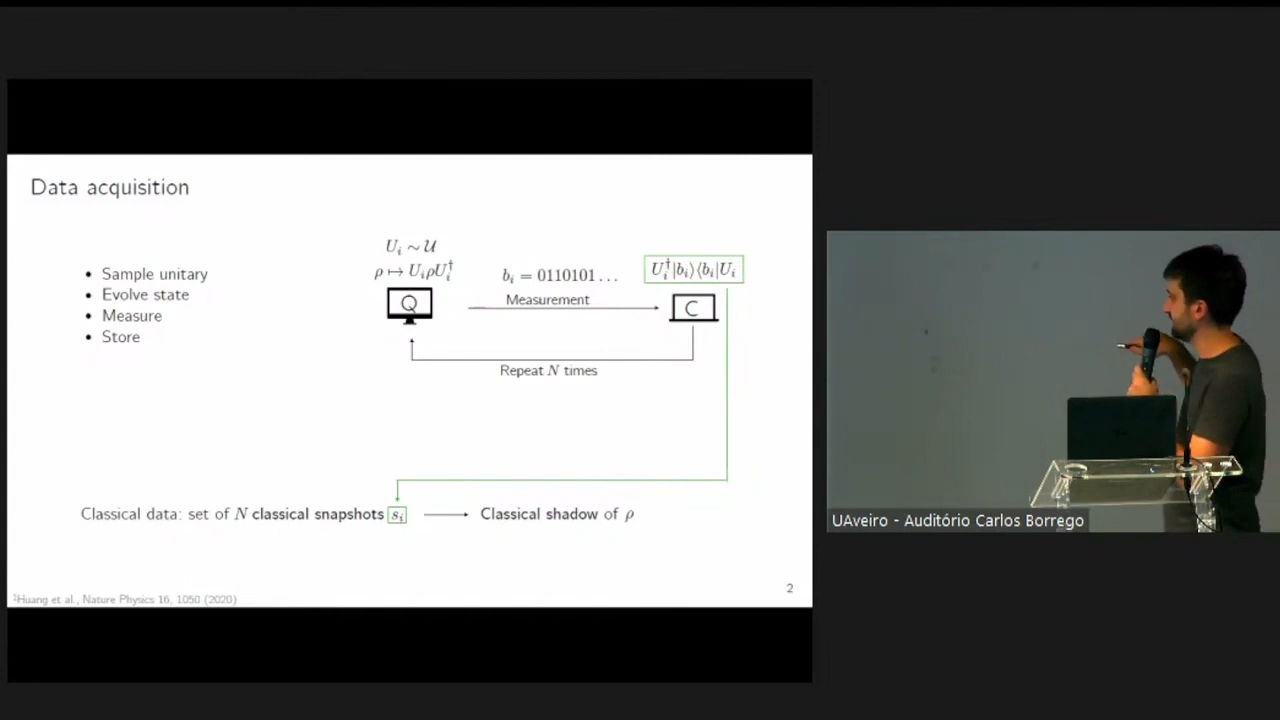 Data acquisition
• Sample unitary
• Evolve state
• Measure
• Store
U_i ∼ 𝒰
ρ ↦ U_i ρ U_i^†
Q
b_i = 0110101 . . .
Measurement
U_i^†|b_i⟩⟨b_i|U_i
C
Repeat N times
Classical data: set of N classical snapshots s_i
Classical shadow of ρ
¹Huang et al., Nature Physics 16, 1050 (2020)
2
UAveiro - Auditório Carlos Borrego